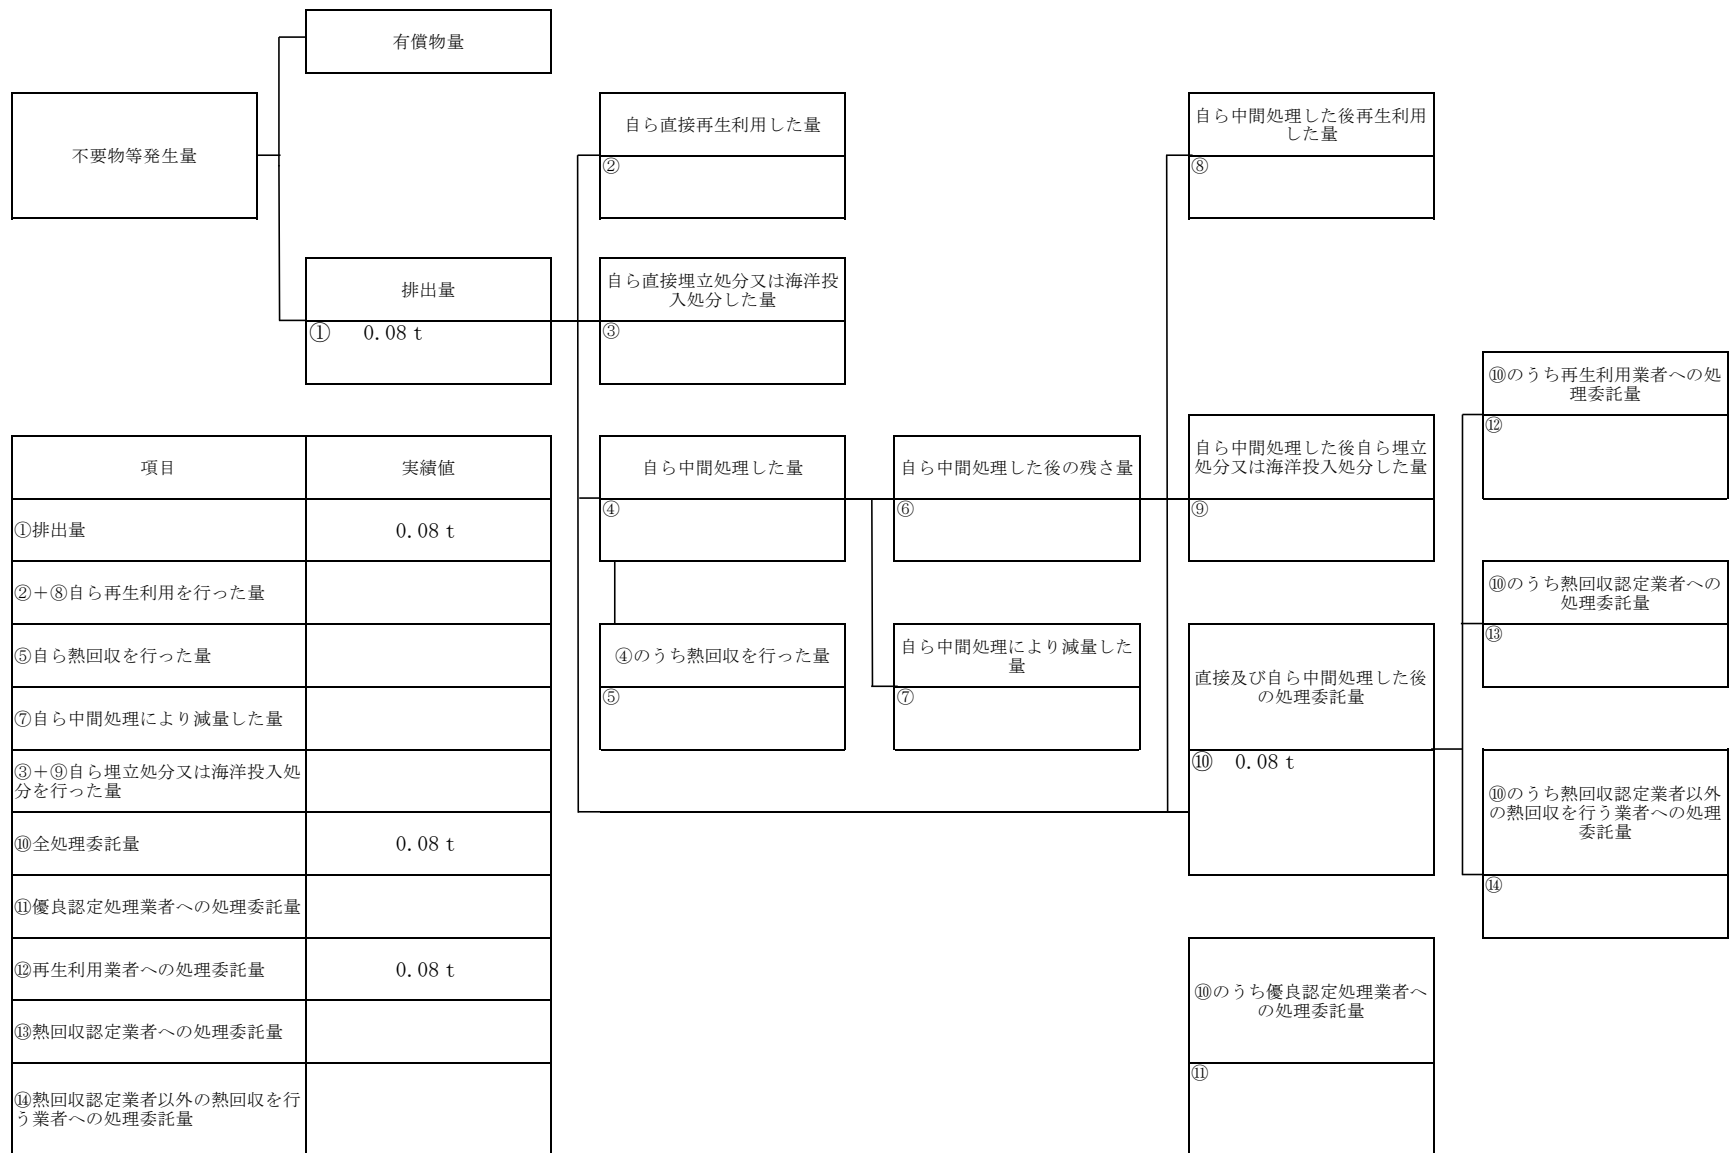 有償物量
不要物等発生量
自ら直接再生利用した量
②
自ら中間処理した後再生利用
した量
⑧
排出量
① 0.08 t
自ら直接埋立処分又は海洋投
入処分した量
③
⑩のうち再生利用業者への処
理委託量
⑫
自ら中間処理した量
④
自ら中間処理した後の残さ量
⑥
自ら中間処理した後自ら埋立
処分又は海洋投入処分した量
⑨
⑩のうち熱回収認定業者への
処理委託量
⑬
④のうち熱回収を行った量
⑤
自ら中間処理により減量した
量
⑦
直接及び自ら中間処理した後
の処理委託量
⑩ 0.08 t
⑩のうち熱回収認定業者以外
の熱回収を行う業者への処理
委託量
⑭
⑩のうち優良認定処理業者へ
の処理委託量
⑪
項目 実績値
①排出量 0.08 t
②＋⑧自ら再生利用を行った量
⑤自ら熱回収を行った量
⑦自ら中間処理により減量した量
③＋⑨自ら埋立処分又は海洋投入処
分を行った量
⑩全処理委託量 0.08 t
⑪優良認定処理業者への処理委託量
⑫再生利用業者への処理委託量 0.08 t
⑬熱回収認定業者への処理委託量
⑭熱回収認定業者以外の熱回収を行
う業者への処理委託量